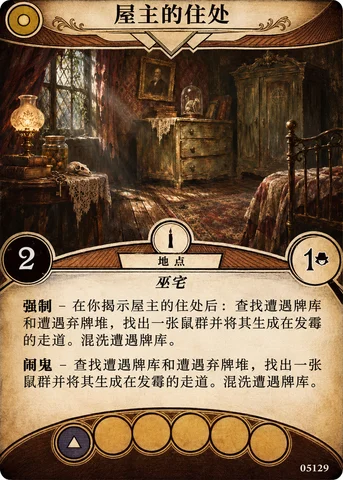 屋主的住处
2
地点
1
巫宅
强制 – 在你揭示屋主的住处后：查找遭遇牌库
和遭遇弃牌堆，找出一张鼠群并将其生成在发霉
的走道。混洗遭遇牌库。
闹鬼 – 查找遭遇牌库和遭遇弃牌堆，找出一张
鼠群并将其生成在发霉的走道。混洗遭遇牌库。
05129